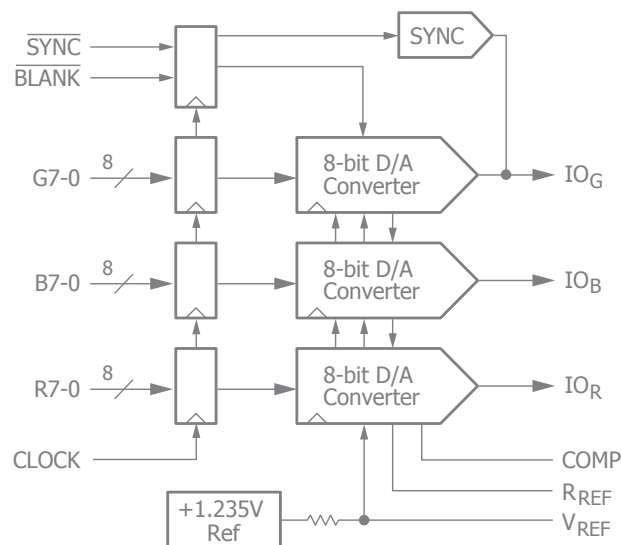 SYNC
SYNC
BLANK
G7-0
8
8-bit D/A
Converter
IOG
B7-0
8
8-bit D/A
Converter
IOB
R7-0
8
8-bit D/A
Converter
IOR
CLOCK
COMP
RREF
+1.235V
Ref
VREF